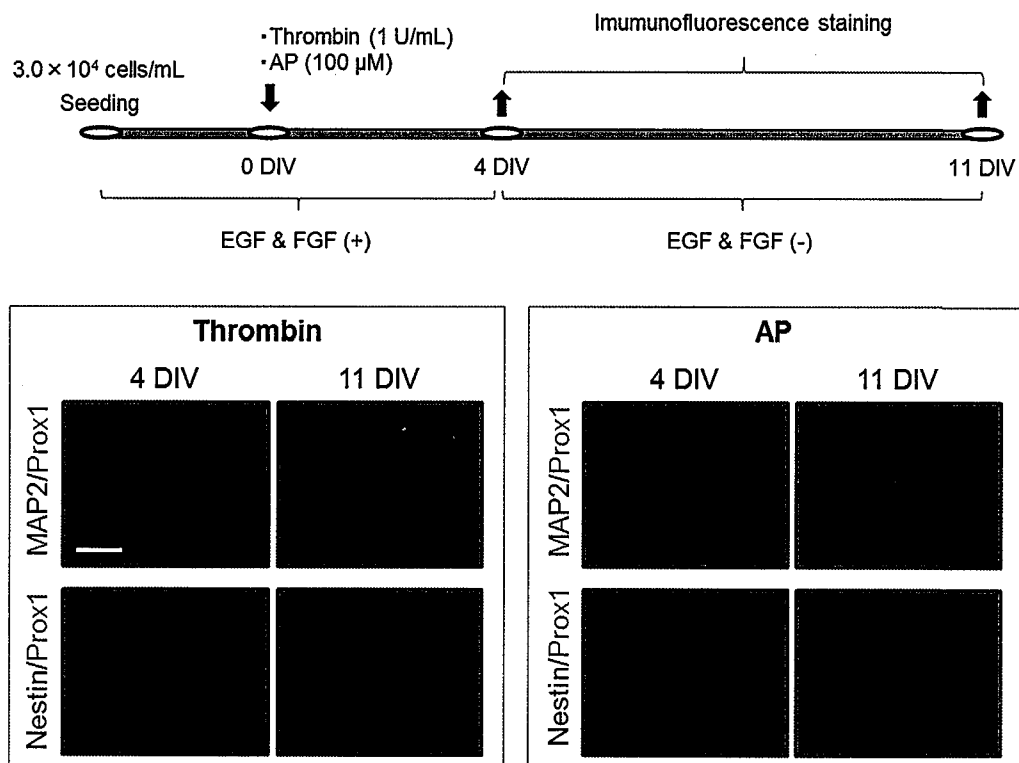 Imumunofluorescence staining
・Thrombin (1 U/mL)
・AP (100 µM)
3.0 × 10⁴ cells/mL
Seeding
0 DIV
4 DIV
11 DIV
EGF & FGF (+)
EGF & FGF (-)
Thrombin
4 DIV
11 DIV
MAP2/Prox1
Nestin/Prox1
AP
4 DIV
11 DIV
MAP2/Prox1
Nestin/Prox1